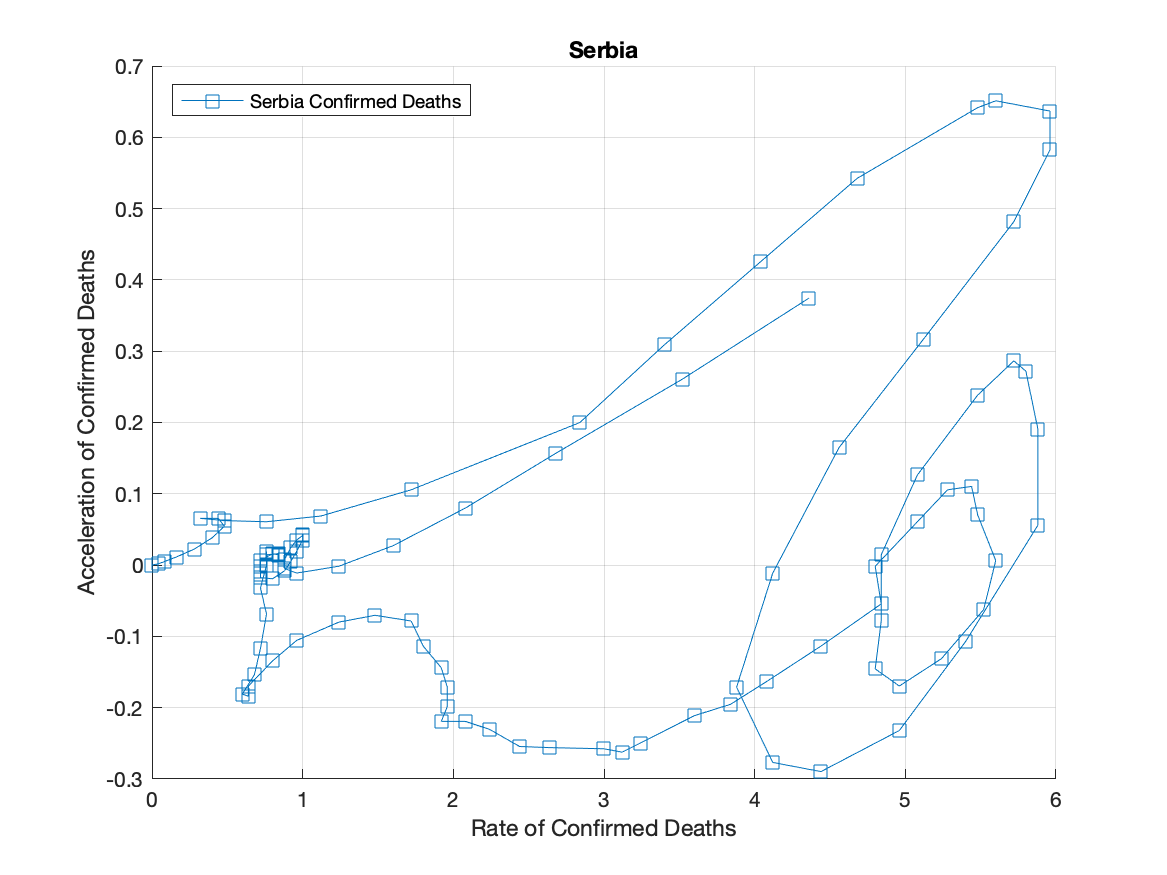 Serbia
Serbia Confirmed Deaths
Acceleration of Confirmed Deaths
0.7
0.6
0.5
0.4
0.3
0.2
0.1
0
-0.1
-0.2
-0.3
0 1 2 3 4 5 6
Rate of Confirmed Deaths